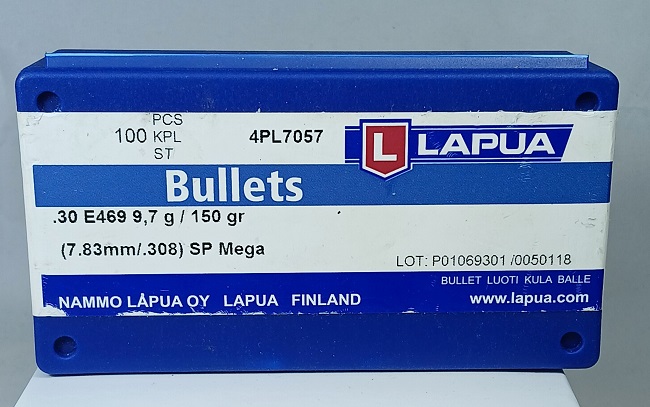 PCS
100 KPL
ST
4PL7057
L LAPUA
Bullets
.30 E469 9,7 g / 150 gr
(7.83mm/.308) SP Mega
LOT: P01069301 /0050118
BULLET LUOTI KULA BALLE
NAMMO LAPUA OY LAPUA FINLAND
www.lapua.com